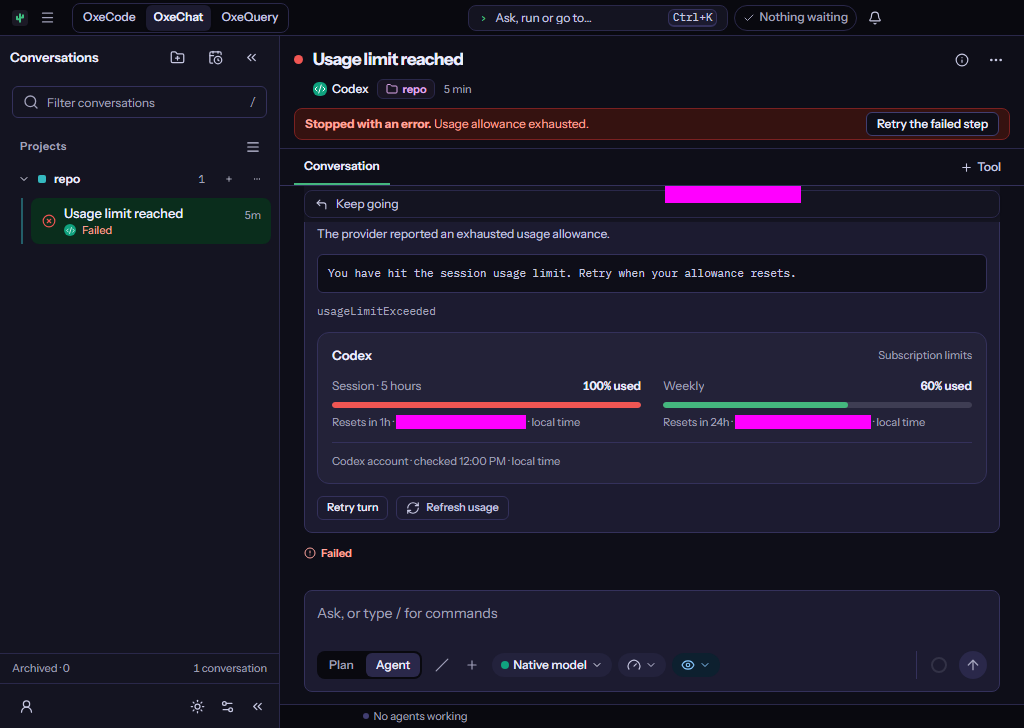 OxeCode OxeChat OxeQuery
Ask, run or go to... Ctrl+K
Nothing waiting
Conversations
Filter conversations /
Projects
repo 1 + ...
Usage limit reached 5m
Failed
Archived · 0 1 conversation
Usage limit reached
Codex repo 5 min
Stopped with an error. Usage allowance exhausted. Retry the failed step
Conversation + Tool
Keep going
The provider reported an exhausted usage allowance.
You have hit the session usage limit. Retry when your allowance resets.
usageLimitExceeded
Codex Subscription limits
Session · 5 hours 100% used
Weekly 60% used
Resets in 1h · · local time
Resets in 24h · · local time
Codex account · checked 12:00 PM · local time
Retry turn Refresh usage
Failed
Ask, or type / for commands
Plan Agent Native model
No agents working